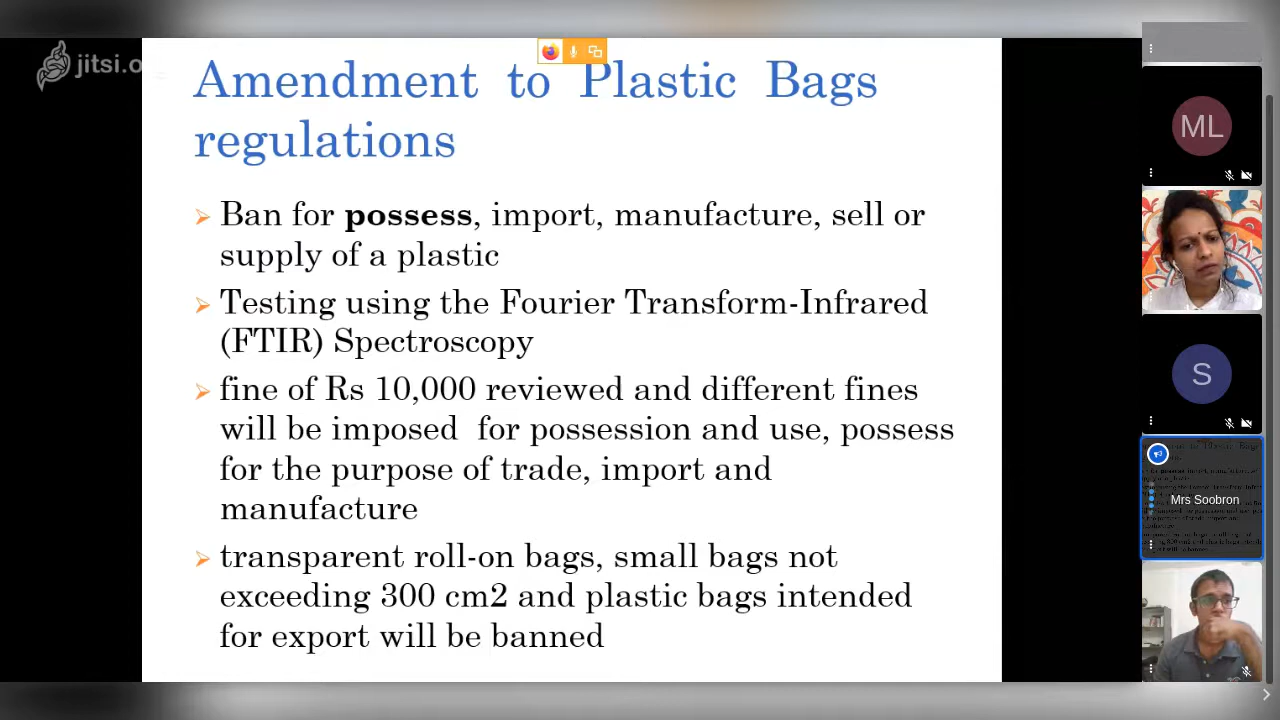 jitsi.o
Amendment to Plastic Bags
regulations
Ban for possess, import, manufacture, sell or
supply of a plastic
Testing using the Fourier Transform-Infrared
(FTIR) Spectroscopy
fine of Rs 10,000 reviewed and different fines
will be imposed for possession and use, possess
for the purpose of trade, import and
manufacture
transparent roll-on bags, small bags not
exceeding 300 cm2 and plastic bags intended
for export will be banned
ML
S
Mrs Soobron